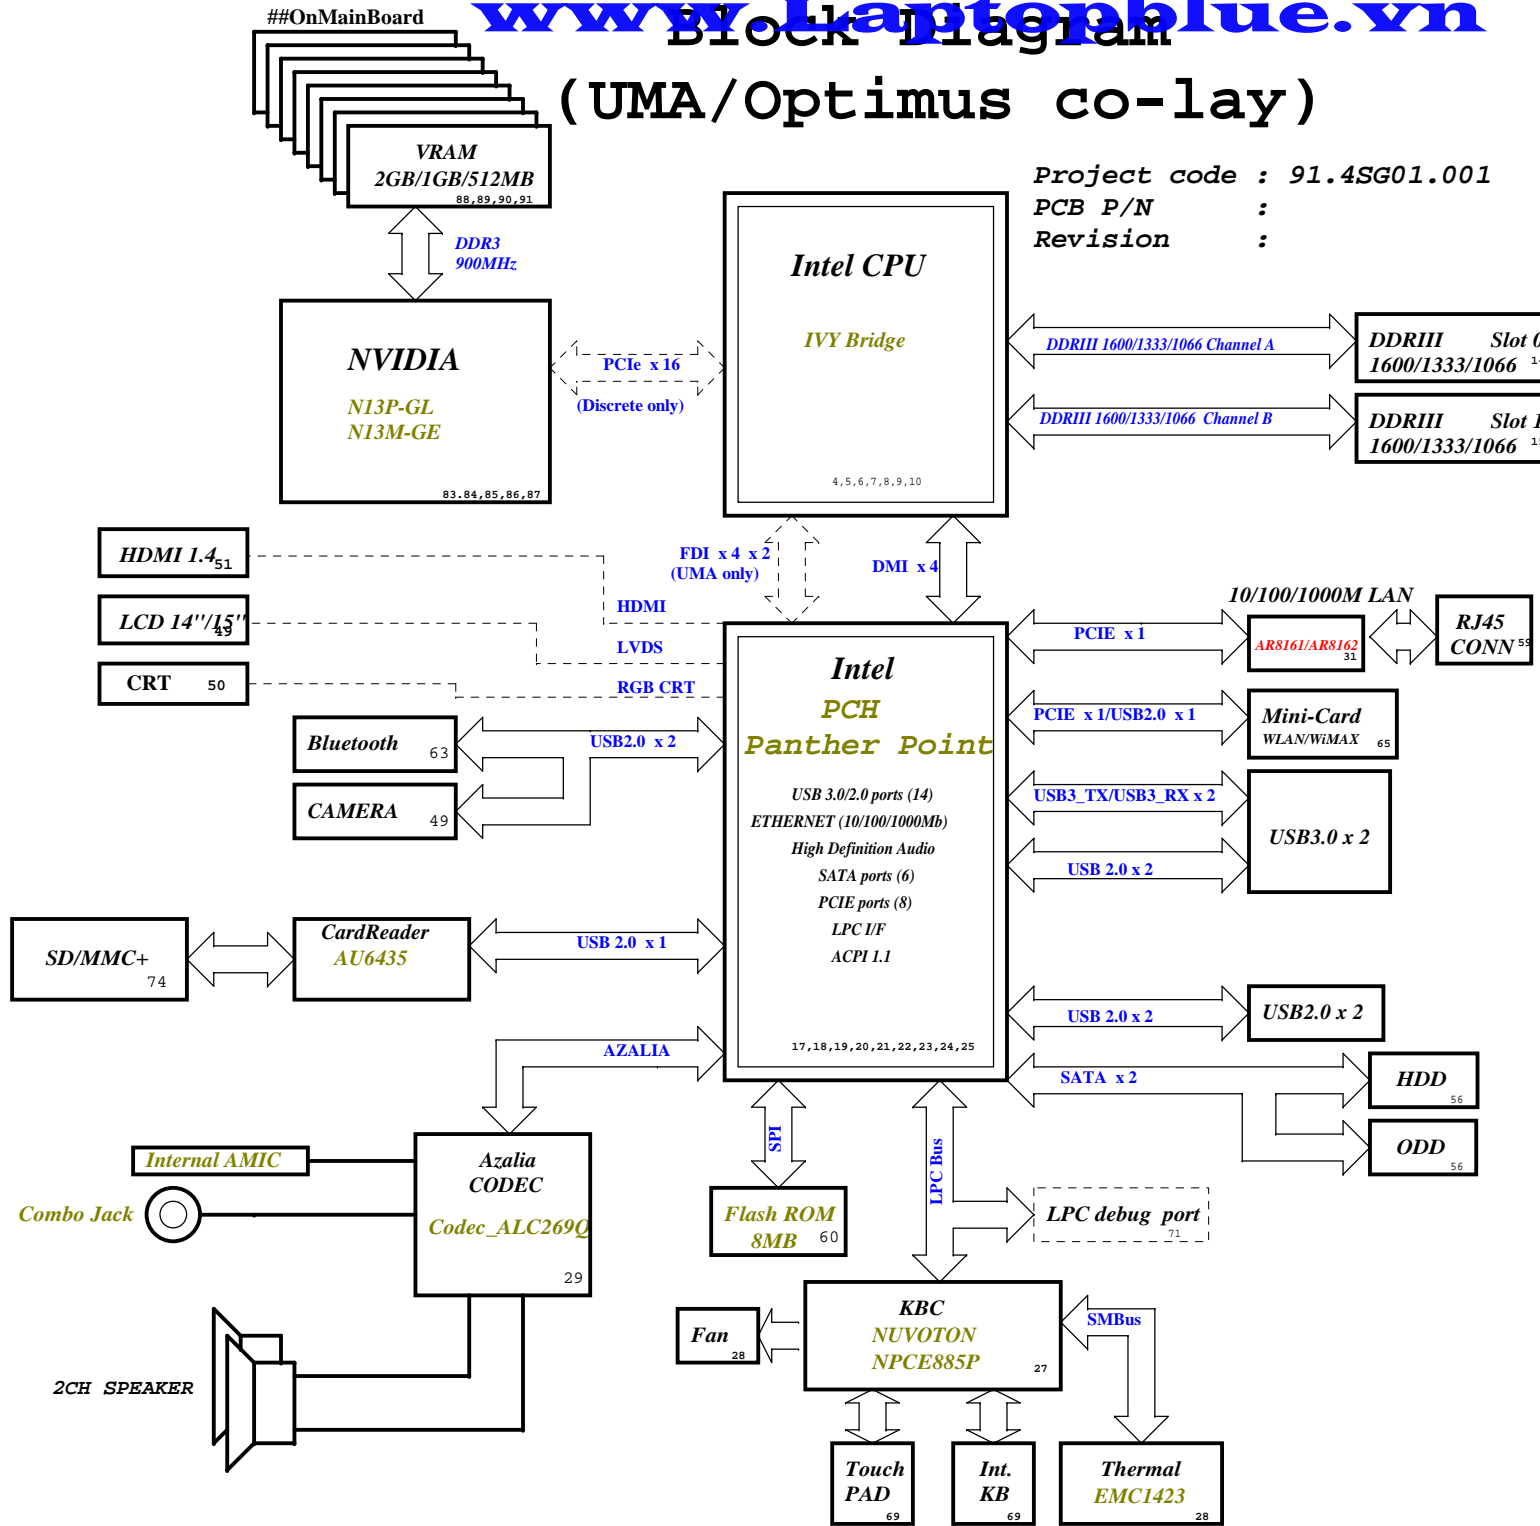 ##OnMainBoard
www.Laptopblue.vn
Block Diagram
(UMA/Optimus co-lay)
VRAM
2GB/1GB/512MB
88,89,90,91
Project code : 91.4SG01.001
PCB P/N :
Revision :
DDR3
900MHz
Intel CPU
IVY Bridge
4,5,6,7,8,9,10
NVIDIA
N13P-GL
N13M-GE
83.84,85,86,87
PCIe x 16
(Discrete only)
DDRIII 1600/1333/1066 Channel A
DDRIII Slot 0
1600/1333/1066
DDRIII 1600/1333/1066 Channel B
DDRIII Slot 1
1600/1333/1066
HDMI 1.4
51
LCD 14"/15"
49
CRT 50
FDI x 4 x 2
(UMA only)
DMI x 4
HDMI
LVDS
RGB CRT
10/100/1000M LAN
PCIE x 1
AR8161/AR8162
31
RJ45
CONN 59
Intel
PCH
Panther Point
USB 3.0/2.0 ports (14)
ETHERNET (10/100/1000Mb)
High Definition Audio
SATA ports (6)
PCIE ports (8)
LPC I/F
ACPI 1.1
17,18,19,20,21,22,23,24,25
PCIE x 1/USB2.0 x 1
Mini-Card
WLAN/WiMAX 65
Bluetooth 63
USB2.0 x 2
CAMERA 49
USB3_TX/USB3_RX x 2
USB3.0 x 2
USB 2.0 x 2
SD/MMC+
74
CardReader
AU6435
USB 2.0 x 1
USB 2.0 x 2
USB2.0 x 2
AZALIA
SATA x 2
HDD
56
ODD
56
Internal AMIC
Combo Jack
Azalia
CODEC
Codec_ALC269Q
29
SPI
LPC Bus
Flash ROM
8MB 60
LPC debug port
71
2CH SPEAKER
Fan
28
KBC
NUVOTON
NPCE885P
27
SMBus
Touch
PAD
69
Int.
KB
69
Thermal
EMC1423
28